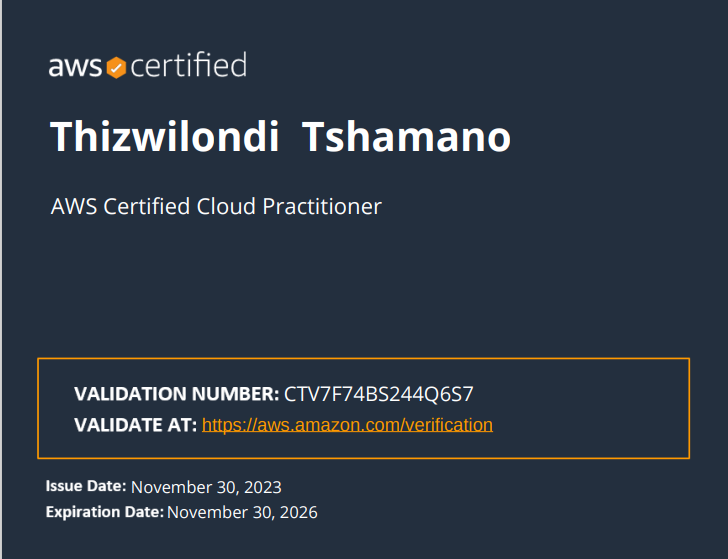 aws certified
Thizwilondi Tshamano
AWS Certified Cloud Practitioner
VALIDATION NUMBER: CTV7F74BS244Q6S7
VALIDATE AT: https://aws.amazon.com/verification
Issue Date: November 30, 2023
Expiration Date: November 30, 2026